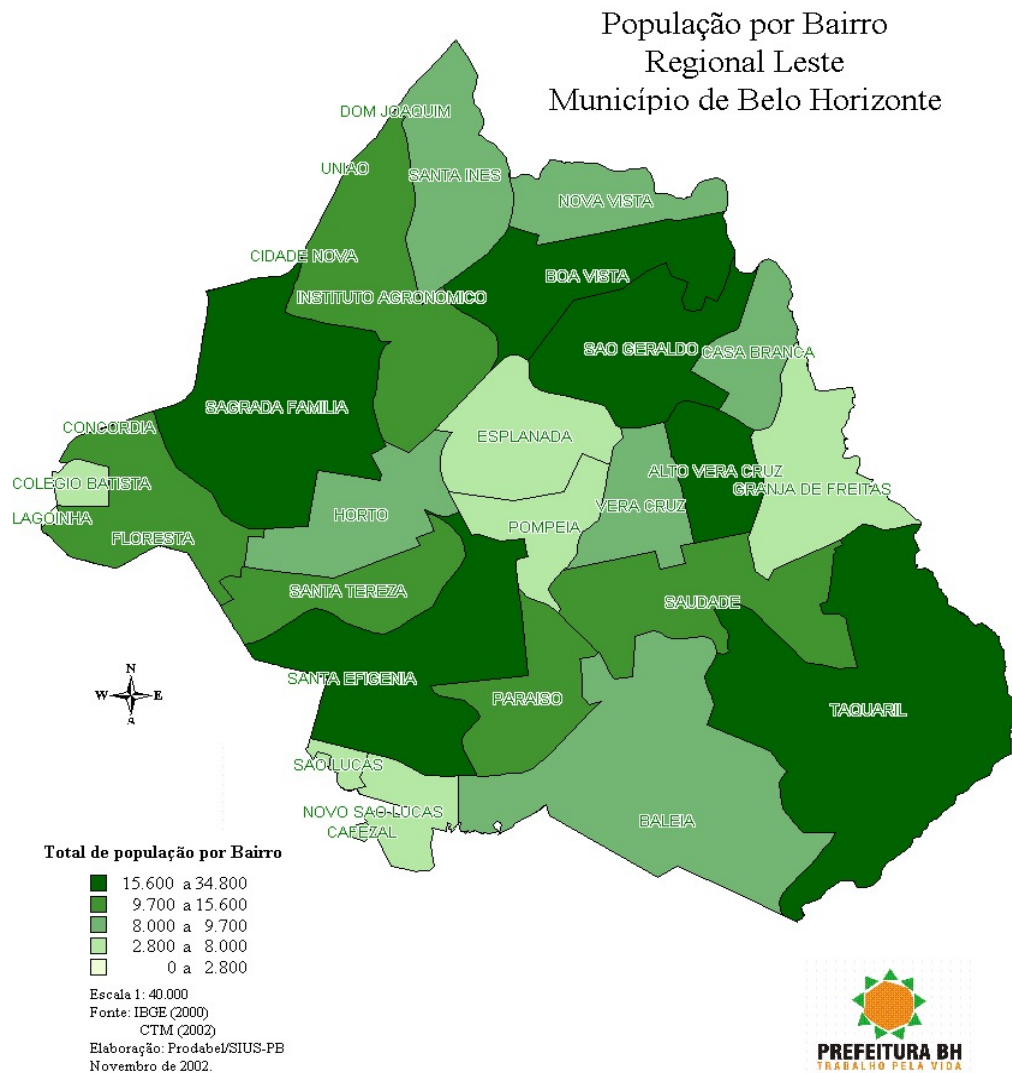 População por Bairro
Regional Leste
Município de Belo Horizonte
DOM JOAQUIM
UNIAO
SANTA INES
NOVA VISTA
CIDADE NOVA
BOA VISTA
INSTITUTO AGRONOMICO
SAO GERALDO
CASA BRANCA
SAGRADA FAMILIA
CONCORDIA
ESPLANADA
ALTO VERA CRUZ
COLEGIO BATISTA
GRANJA DE FREITAS
VERA CRUZ
HORTO
LAGOINHA
POMPEIA
FLORESTA
SANTA TEREZA
SAUDADE
SANTA EFIGENIA
PARAISO
TAQUARIL
N
W
E
SAO LUCAS
NOVO SAO LUCAS
BALEIA
CAFEZAL
Total de população por Bairro
15.600 a 34.800
9.700 a 15.600
8.000 a 9.700
2.800 a 8.000
0 a 2.800
Escala 1: 40.000
Fonte: IBGE (2000)
CTM (2002)
Elaboração: Prodabel/SIUS-PB
Novembro de 2002.
PREFEITURA BH
TRABALHO PELA VIDA